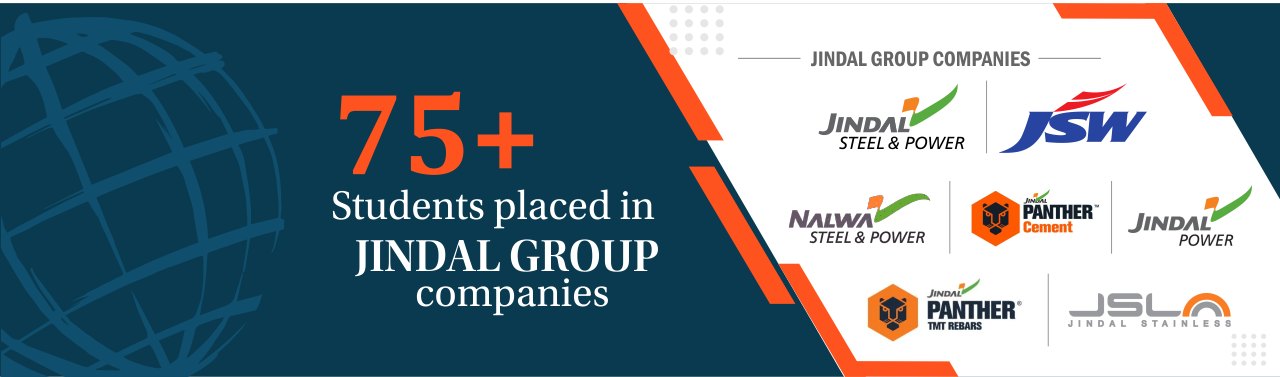 75+
Students placed in
JINDAL GROUP
companies
JINDAL GROUP COMPANIES
JINDAL
STEEL & POWER
JSW
NALWA
STEEL & POWER
JINDAL
PANTHER™
Cement
JINDAL
POWER
JINDAL
PANTHER®
TMT REBARS
JSL
JINDAL STAINLESS